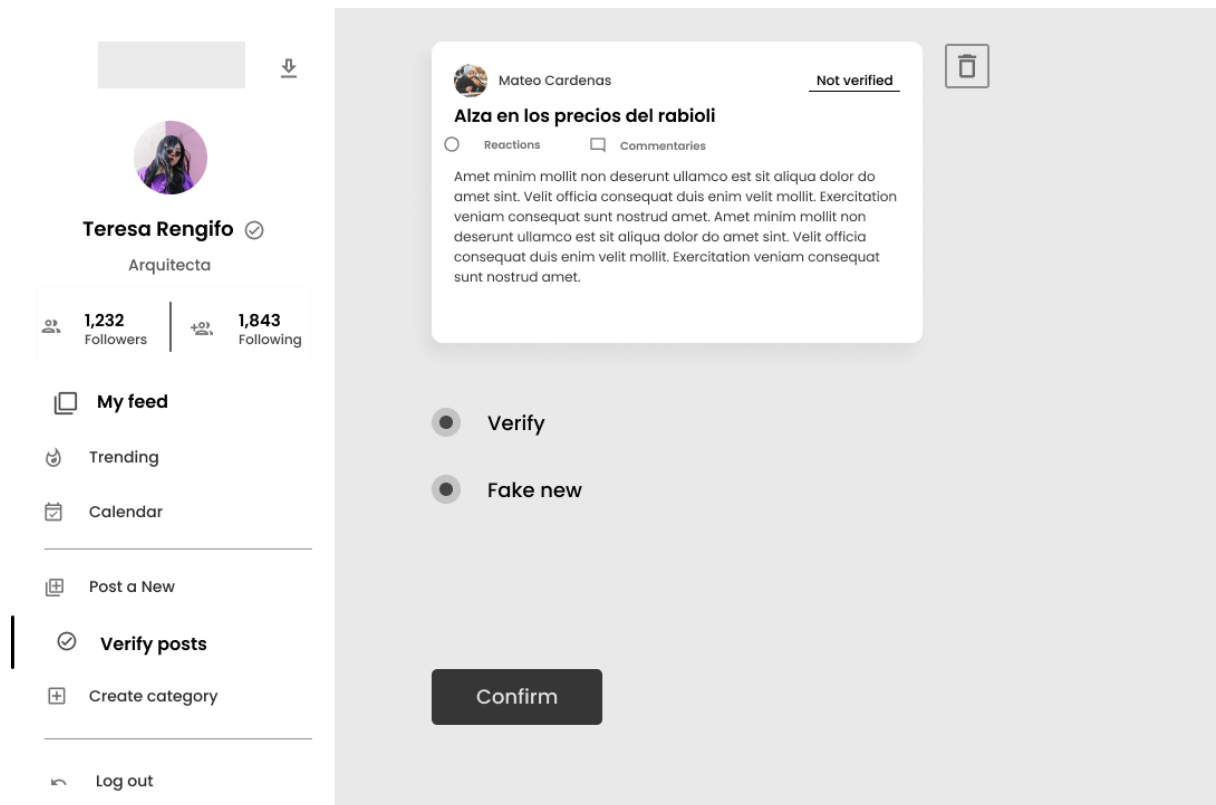 Teresa Rengifo
Arquitecta
1,232
Followers
1,843
Following
My feed
Trending
Calendar
Post a New
Verify posts
Create category
Log out
Mateo Cardenas
Not verified
Alza en los precios del rabioli
Reactions
Commentaries
Amet minim mollit non deserunt ullamco est sit aliqua dolor do
amet sint. Velit officia consequat duis enim velit mollit. Exercitation
veniam consequat sunt nostrud amet. Amet minim mollit non
deserunt ullamco est sit aliqua dolor do amet sint. Velit officia
consequat duis enim velit mollit. Exercitation veniam consequat
sunt nostrud amet.
Verify
Fake new
Confirm